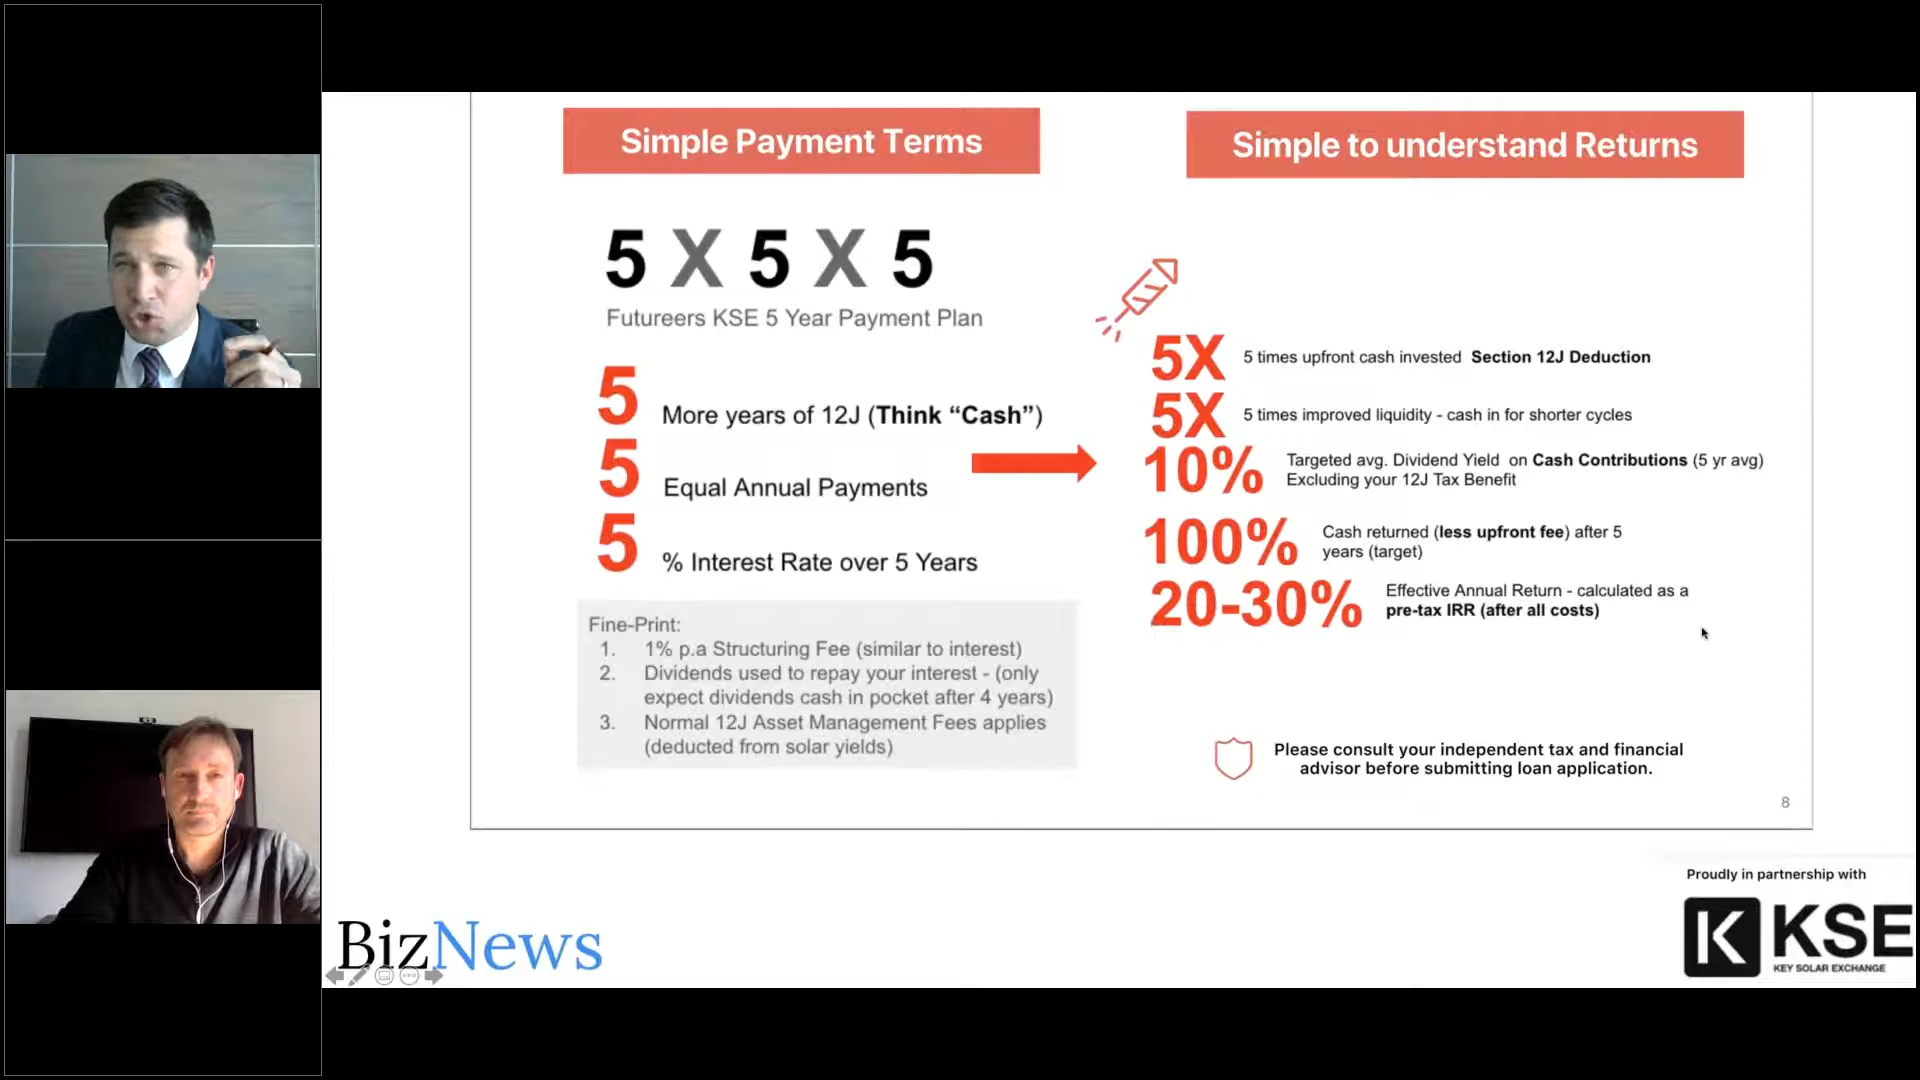 Simple Payment Terms
5 X 5 X 5
Futureers KSE 5 Year Payment Plan
5 More years of 12J (Think “Cash”)
5 Equal Annual Payments
5 % Interest Rate over 5 Years
Fine-Print:
1. 1% p.a Structuring Fee (similar to interest)
2. Dividends used to repay your interest - (only
expect dividends cash in pocket after 4 years)
3. Normal 12J Asset Management Fees applies
(deducted from solar yields)
Simple to understand Returns
5X 5 times upfront cash invested Section 12J Deduction
5X 5 times improved liquidity - cash in for shorter cycles
10% Targeted avg. Dividend Yield on Cash Contributions (5 yr avg)
Excluding your 12J Tax Benefit
100% Cash returned (less upfront fee) after 5
years (target)
20-30% Effective Annual Return - calculated as a
pre-tax IRR (after all costs)
Please consult your independent tax and financial
advisor before submitting loan application.
8
BizNews
Proudly in partnership with
K KSE
KEY SOLAR EXCHANGE